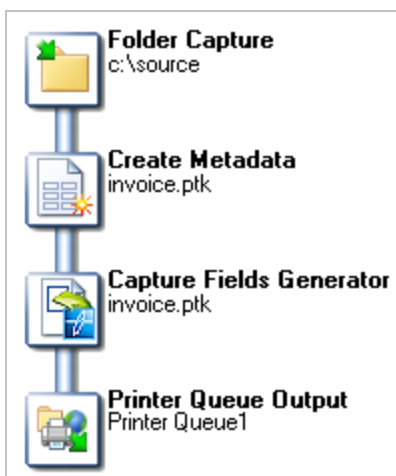 Folder Capture
c:\source
Create Metadata
invoice.ptk
Capture Fields Generator
invoice.ptk
Printer Queue Output
Printer Queue1